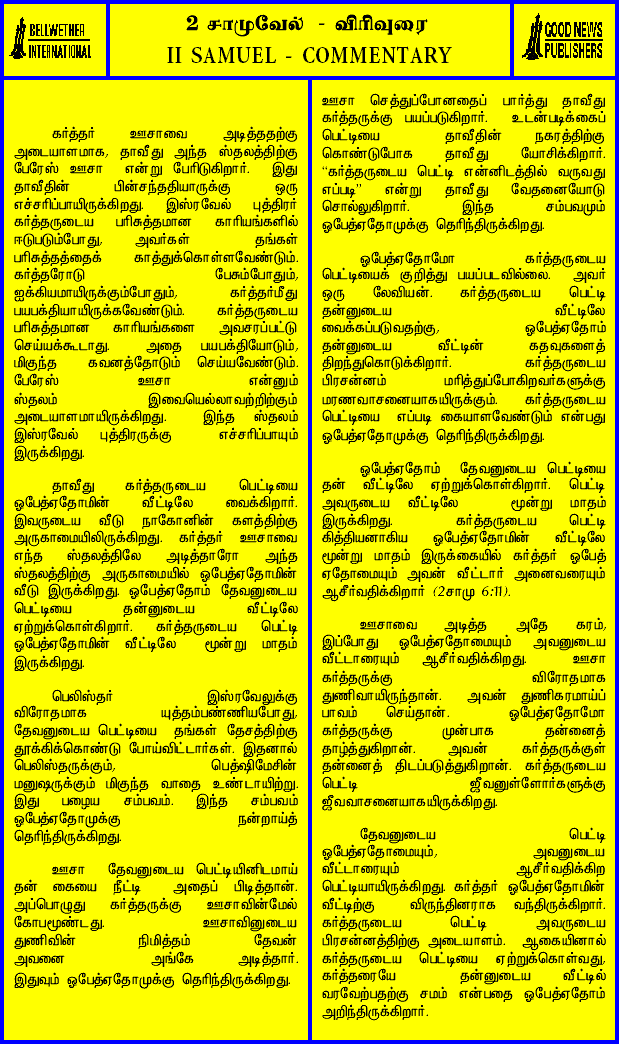 BELLWETHER
INTERNATIONAL
2 சாமுவேல் - விரிவுரை
II SAMUEL - COMMENTARY
GOOD NEWS
PUBLISHERS
கர்த்தர் ஊசாவை அடித்ததற்கு
அடையாளமாக, தாவீது அந்த ஸ்தலத்திற்கு
பேரேஸ் ஊசா என்று பேரிடுகிறார். இது
தாவீதின் பின்சந்ததியாருக்கு ஒரு
எச்சரிப்பாயிருக்கிறது. இஸ்ரவேல் புத்திரர்
கர்த்தருடைய பரிசுத்தமான காரியங்களில்
ஈடுபடும்போது, அவர்கள் தங்கள்
பரிசுத்தத்தைக் காத்துக்கொள்ளவேண்டும்.
கர்த்தரோடு பேசும்போதும்,
ஐக்கியமாயிருக்கும்போதும், கர்த்தர்மீது
பயபக்தியாயிருக்கவேண்டும். கர்த்தருடைய
பரிசுத்தமான காரியங்களை அவசரப்பட்டு
செய்யக்கூடாது. அதை பயபக்தியோடும்,
மிகுந்த கவனத்தோடும் செய்யவேண்டும்.
பேரேஸ் ஊசா என்னும்
ஸ்தலம் இவையெல்லாவற்றிற்கும்
அடையாளமாயிருக்கிறது. இந்த ஸ்தலம்
இஸ்ரவேல் புத்திரருக்கு எச்சரிப்பாயும்
இருக்கிறது.
தாவீது கர்த்தருடைய பெட்டியை
ஓபேத்ஏதோமின் வீட்டிலே வைக்கிறார்.
இவருடைய வீடு நாகோனின் களத்திற்கு
அருகாமையிலிருக்கிறது. கர்த்தர் ஊசாவை
எந்த ஸ்தலத்திலே அடித்தாரோ அந்த
ஸ்தலத்திற்கு அருகாமையில் ஓபேத்ஏதோமின்
வீடு இருக்கிறது. ஓபேத்ஏதோம் தேவனுடைய
பெட்டியை தன்னுடைய வீட்டிலே
ஏற்றுக்கொள்கிறார். கர்த்தருடைய பெட்டி
ஓபேத்ஏதோமின் வீட்டிலே மூன்று மாதம்
இருக்கிறது.
பெலிஸ்தர் இஸ்ரவேலுக்கு
விரோதமாக யுத்தம்பண்ணியபோது,
தேவனுடைய பெட்டியை தங்கள் தேசத்திற்கு
தூக்கிக்கொண்டு போய்விட்டார்கள். இதனால்
பெலிஸ்தருக்கும், பெத்ஷிமேசின்
மனுஷருக்கும் மிகுந்த வாதை உண்டாயிற்று.
இது பழைய சம்பவம். இந்த சம்பவம்
ஓபேத்ஏதோமுக்கு நன்றாய்த்
தெரிந்திருக்கிறது.
ஊசா தேவனுடைய பெட்டியினிடமாய்
தன் கையை நீட்டி அதைப் பிடித்தான்.
அப்பொழுது கர்த்தருக்கு ஊசாவின்மேல்
கோபமூண்டது. ஊசாவினுடைய
துணிவின் நிமித்தம் தேவன்
அவனை அங்கே அடித்தார்.
இதுவும் ஓபேத்ஏதோமுக்கு தெரிந்திருக்கிறது.
ஊசா செத்துப்போனதைப் பார்த்து தாவீது
கர்த்தருக்கு பயப்படுகிறார். உடன்படிக்கைப்
பெட்டியை தாவீதின் நகரத்திற்கு
கொண்டுபோக தாவீது யோசிக்கிறார்.
“கர்த்தருடைய பெட்டி என்னிடத்தில் வருவது
எப்படி” என்று தாவீது வேதனையோடு
சொல்லுகிறார். இந்த சம்பவமும்
ஓபேத்ஏதோமுக்கு தெரிந்திருக்கிறது.
ஓபேத்ஏதோமோ கர்த்தருடைய
பெட்டியைக் குறித்து பயப்படவில்லை. அவர்
ஒரு லேவியன். கர்த்தருடைய பெட்டி
தன்னுடைய வீட்டிலே
வைக்கப்படுவதற்கு, ஓபேத்ஏதோம்
தன்னுடைய வீட்டின் கதவுகளைத்
திறந்துகொடுக்கிறார். கர்த்தருடைய
பிரசன்னம் மரித்துப்போகிறவர்களுக்கு
மரணவாசனையாகயிருக்கும். கர்த்தருடைய
பெட்டியை எப்படி கையாளவேண்டும் என்பது
ஓபேத்ஏதோமுக்கு தெரிந்திருக்கிறது.
ஓபேத்ஏதோம் தேவனுடைய பெட்டியை
தன் வீட்டிலே ஏற்றுக்கொள்கிறார். பெட்டி
அவருடைய வீட்டிலே மூன்று மாதம்
இருக்கிறது. கர்த்தருடைய பெட்டி
கித்தியனாகிய ஓபேத்ஏதோமின் வீட்டிலே
மூன்று மாதம் இருக்கையில் கர்த்தர் ஓபேத்
ஏதோமையும் அவன் வீட்டார் அனைவரையும்
ஆசீர்வதிக்கிறார் (2சாமு 6:11).
ஊசாவை அடித்த அதே கரம்,
இப்போது ஓபேத்ஏதோமையும் அவனுடைய
வீட்டாரையும் ஆசீர்வதிக்கிறது. ஊசா
கர்த்தருக்கு விரோதமாக
துணிவாயிருந்தான். அவன் துணிகரமாய்ப்
பாவம் செய்தான். ஓபேத்ஏதோமோ
கர்த்தருக்கு முன்பாக தன்னைத்
தாழ்த்துகிறான். அவன் கர்த்தருக்குள்
தன்னைத் திடப்படுத்துகிறான். கர்த்தருடைய
பெட்டி ஜீவனுள்ளோர்களுக்கு
ஜீவவாசனையாகயிருக்கிறது.
தேவனுடைய பெட்டி
ஓபேத்ஏதோமையும், அவனுடைய
வீட்டாரையும் ஆசீர்வதிக்கிற
பெட்டியாயிருக்கிறது. கர்த்தர் ஓபேத்ஏதோமின்
வீட்டிற்கு விருந்தினராக வந்திருக்கிறார்.
கர்த்தருடைய பெட்டி அவருடைய
பிரசன்னத்திற்கு அடையாளம். ஆகையினால்
கர்த்தருடைய பெட்டியை ஏற்றுக்கொள்வது,
கர்த்தரையே தன்னுடைய வீட்டில்
வரவேற்பதற்கு சமம் என்பதை ஓபேத்ஏதோம்
அறிந்திருக்கிறார்.